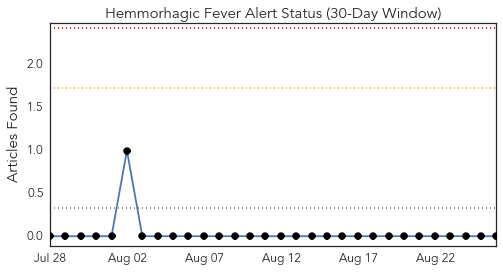 Hemmorhagic Fever Alert Status (30-Day Window)
Articles Found
2.0
1.5
1.0
0.5
0.0
Jul 28
Aug 02
Aug 07
Aug 12
Aug 17
Aug 22